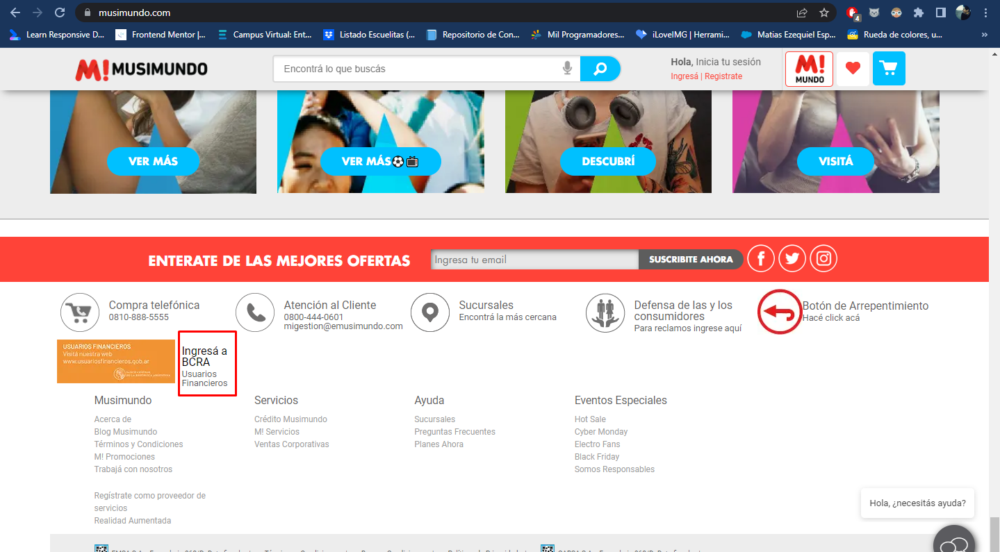 musimundo.com
4
Learn Responsive D...
Frontend Mentor |...
Campus Virtual: Ent...
Listado Escuelitas (...
Repositorio de Con...
Mil Programadores...
iLoveIMG | Herrami...
Matias Ezequiel Esp...
Rueda de colores, u...
»
M! MUSIMUNDO
Encontrá lo que buscás
Hola, Inicia tu sesión
Ingresá | Registrate
M!
MUNDO
VER MÁS
VER MÁS
DESCUBRÍ
VISITÁ
ENTERATE DE LAS MEJORES OFERTAS
Ingresa tu email
SUSCRIBITE AHORA
Compra telefónica
0810-888-5555
Atención al Cliente
0800-444-0601
migestion@emusimundo.com
Sucursales
Encontrá la más cercana
Defensa de las y los
consumidores
Para reclamos ingrese aquí
Botón de Arrepentimiento
Hacé click acá
USUARIOS FINANCIEROS
Visitá nuestra web
www.usuariosfinancieros.gob.ar
BANCO CENTRAL
DE LA REPÚBLICA ARGENTINA
Ingresá a
BCRA
Usuarios
Financieros
Musimundo
Acerca de
Blog Musimundo
Términos y Condiciones
M! Promociones
Trabajá con nosotros
Regístrate como proveedor de
servicios
Realidad Aumentada
Servicios
Crédito Musimundo
M! Servicios
Ventas Corporativas
Ayuda
Sucursales
Preguntas Frecuentes
Planes Ahora
Eventos Especiales
Hot Sale
Cyber Monday
Electro Fans
Black Friday
Somos Responsables
Hola, ¿necesitás ayuda?